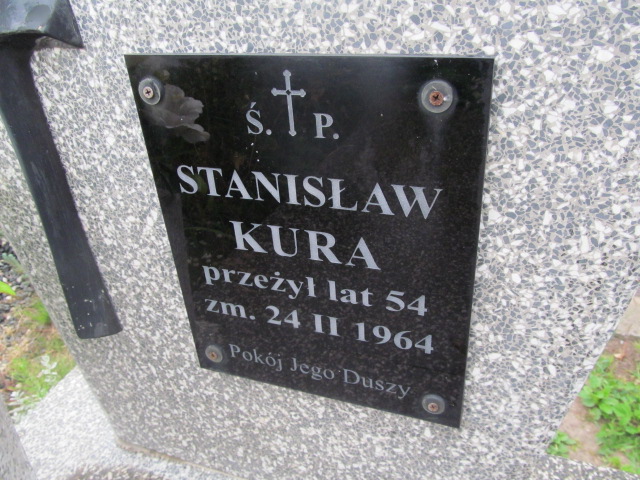 Ś. P.
STANISŁAW
KURA
przeżył lat 54
zm. 24 II 1964
Pokój Jego Duszy